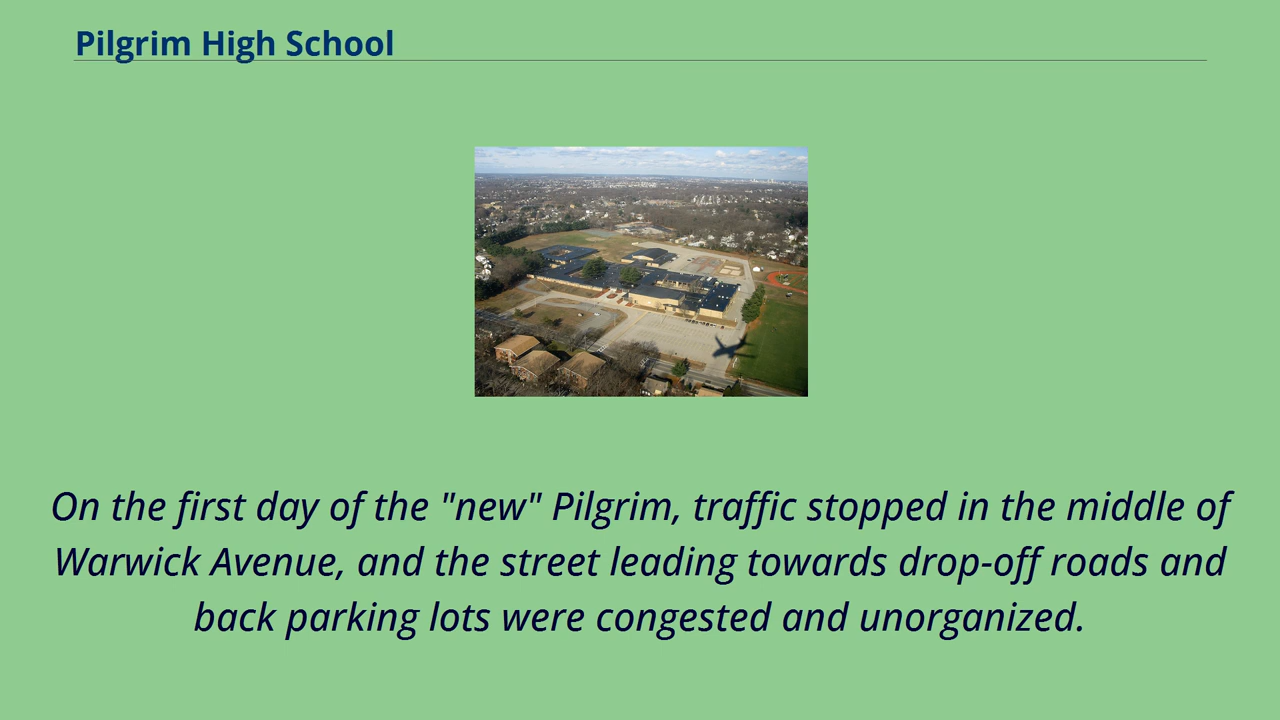 Pilgrim High School
On the first day of the "new" Pilgrim, traffic stopped in the middle of
Warwick Avenue, and the street leading towards drop-off roads and
back parking lots were congested and unorganized.